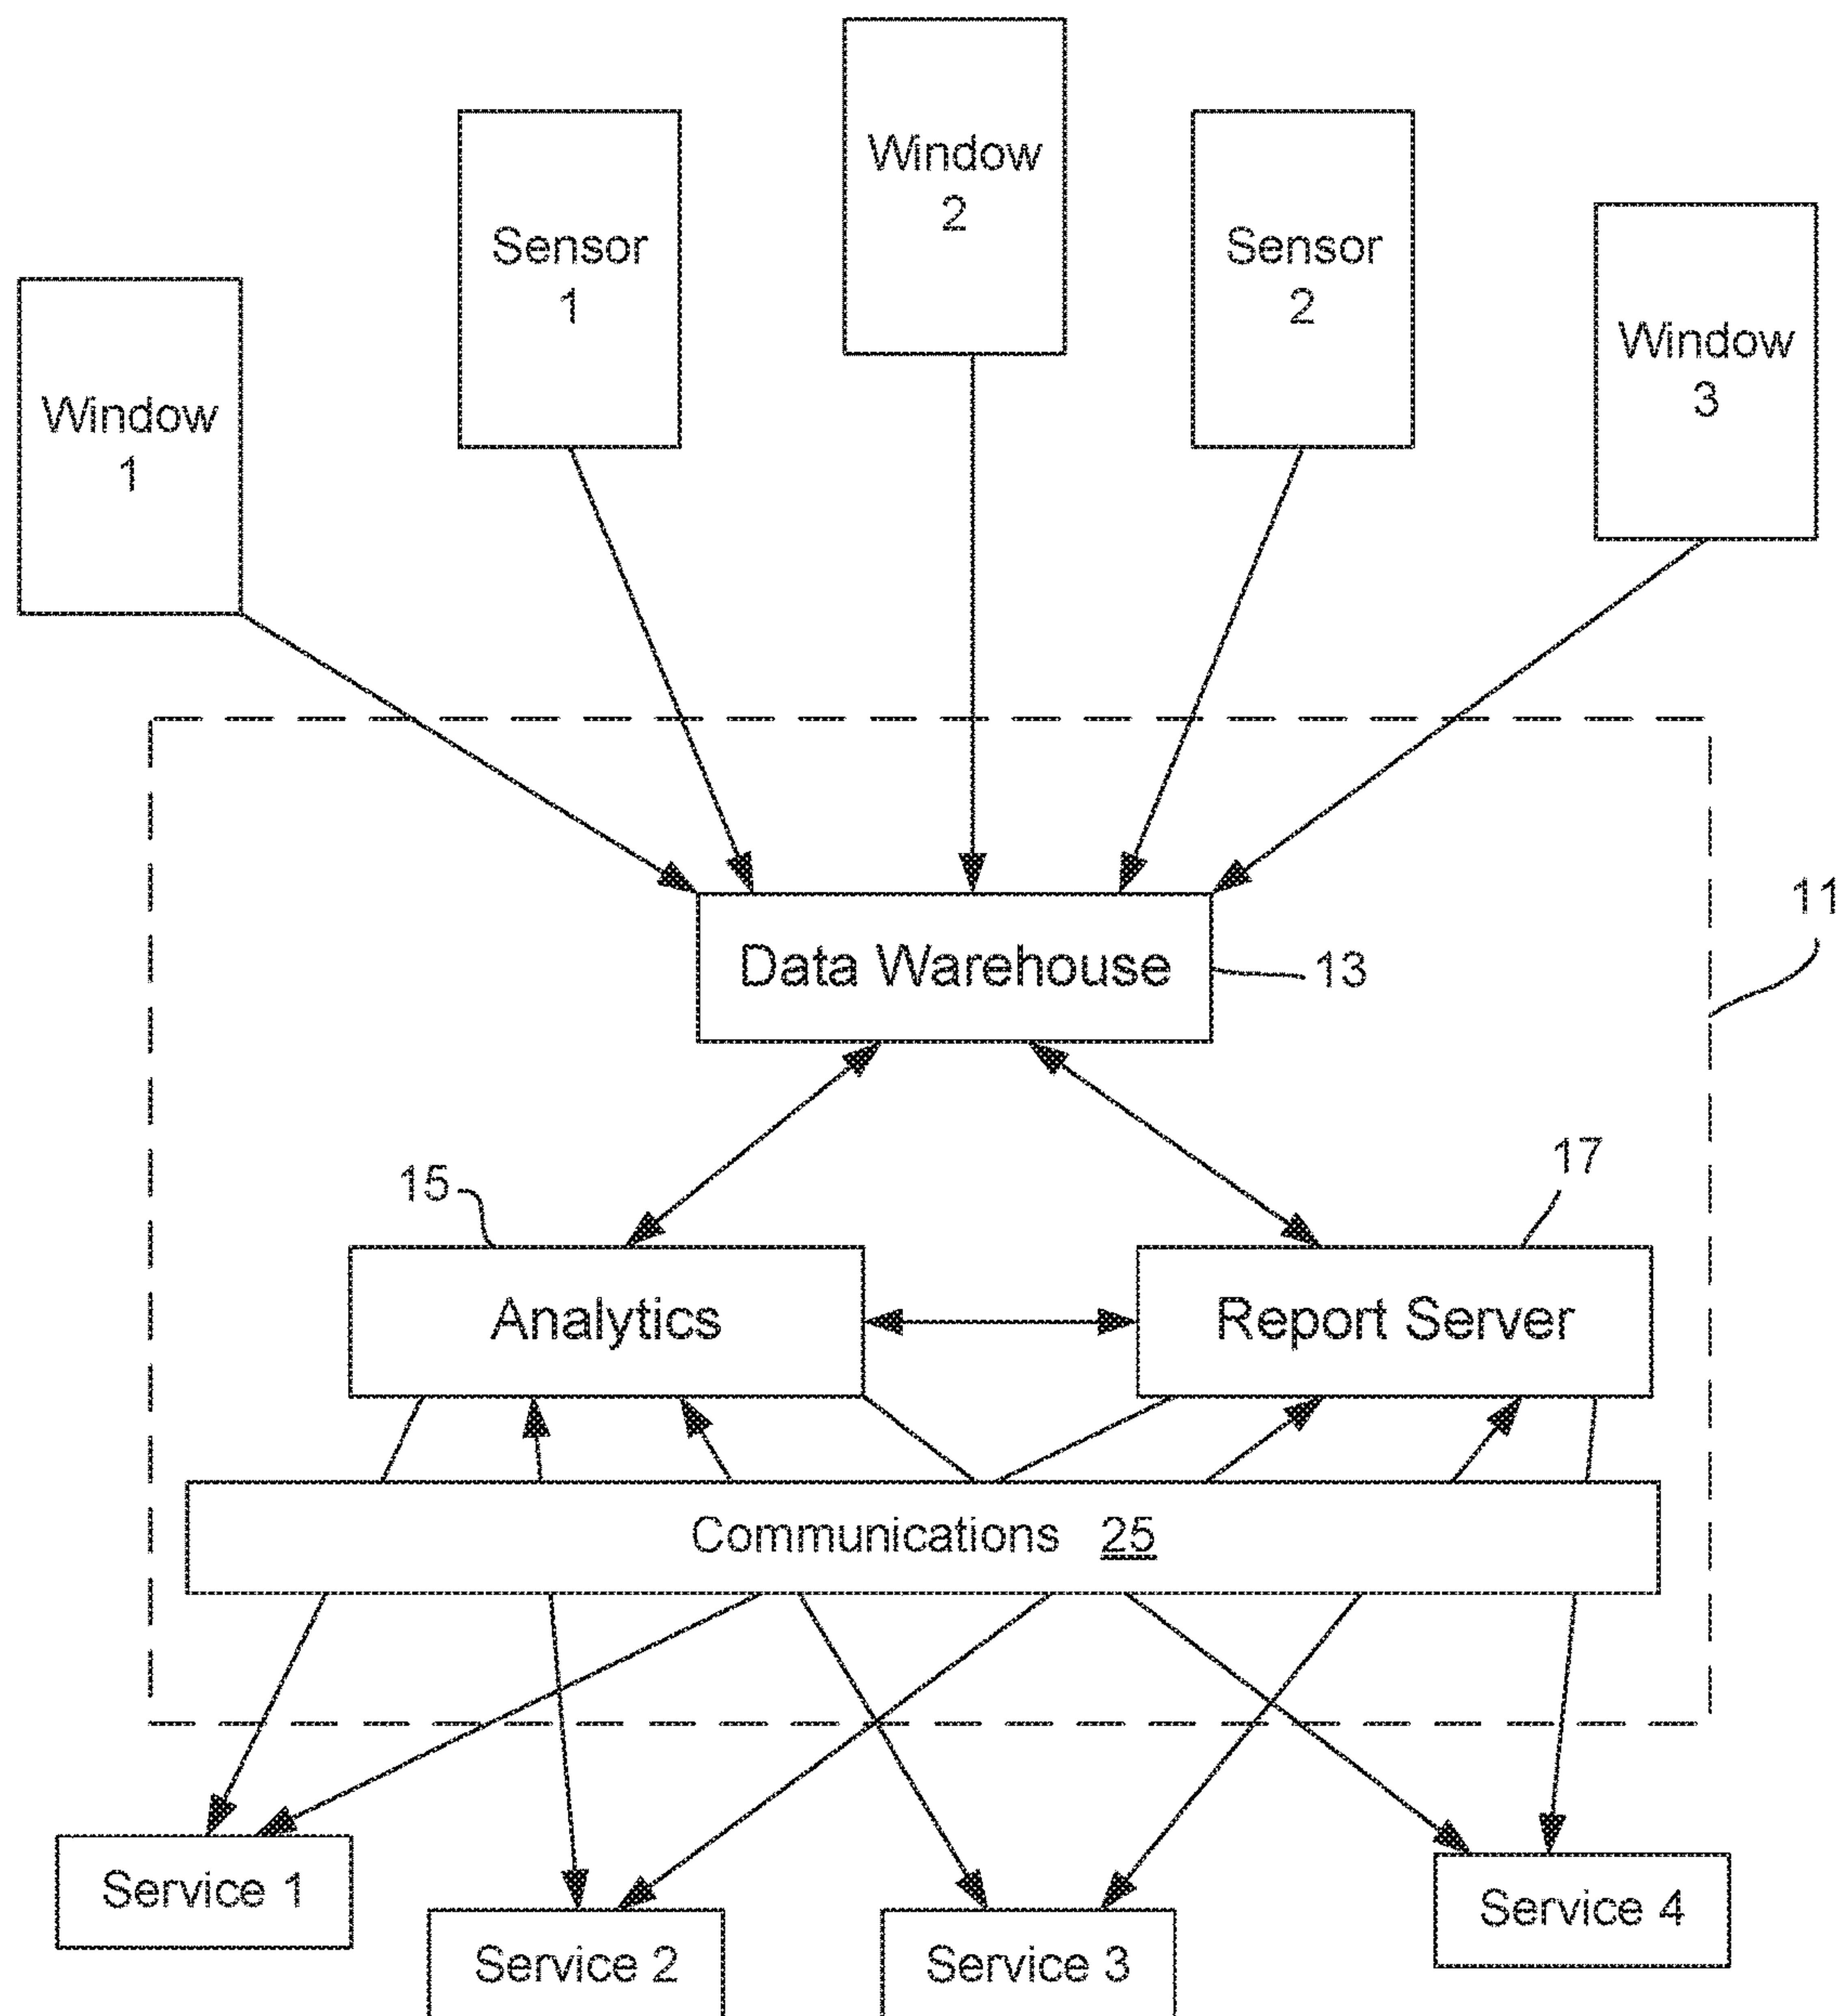 Window
2
Sensor
1
Sensor
2
Window
3
Window
1
11
Data Warehouse
13
15
17
Analytics
Report Server
Communications 25
Service 1
Service 4
Service 2
Service 3